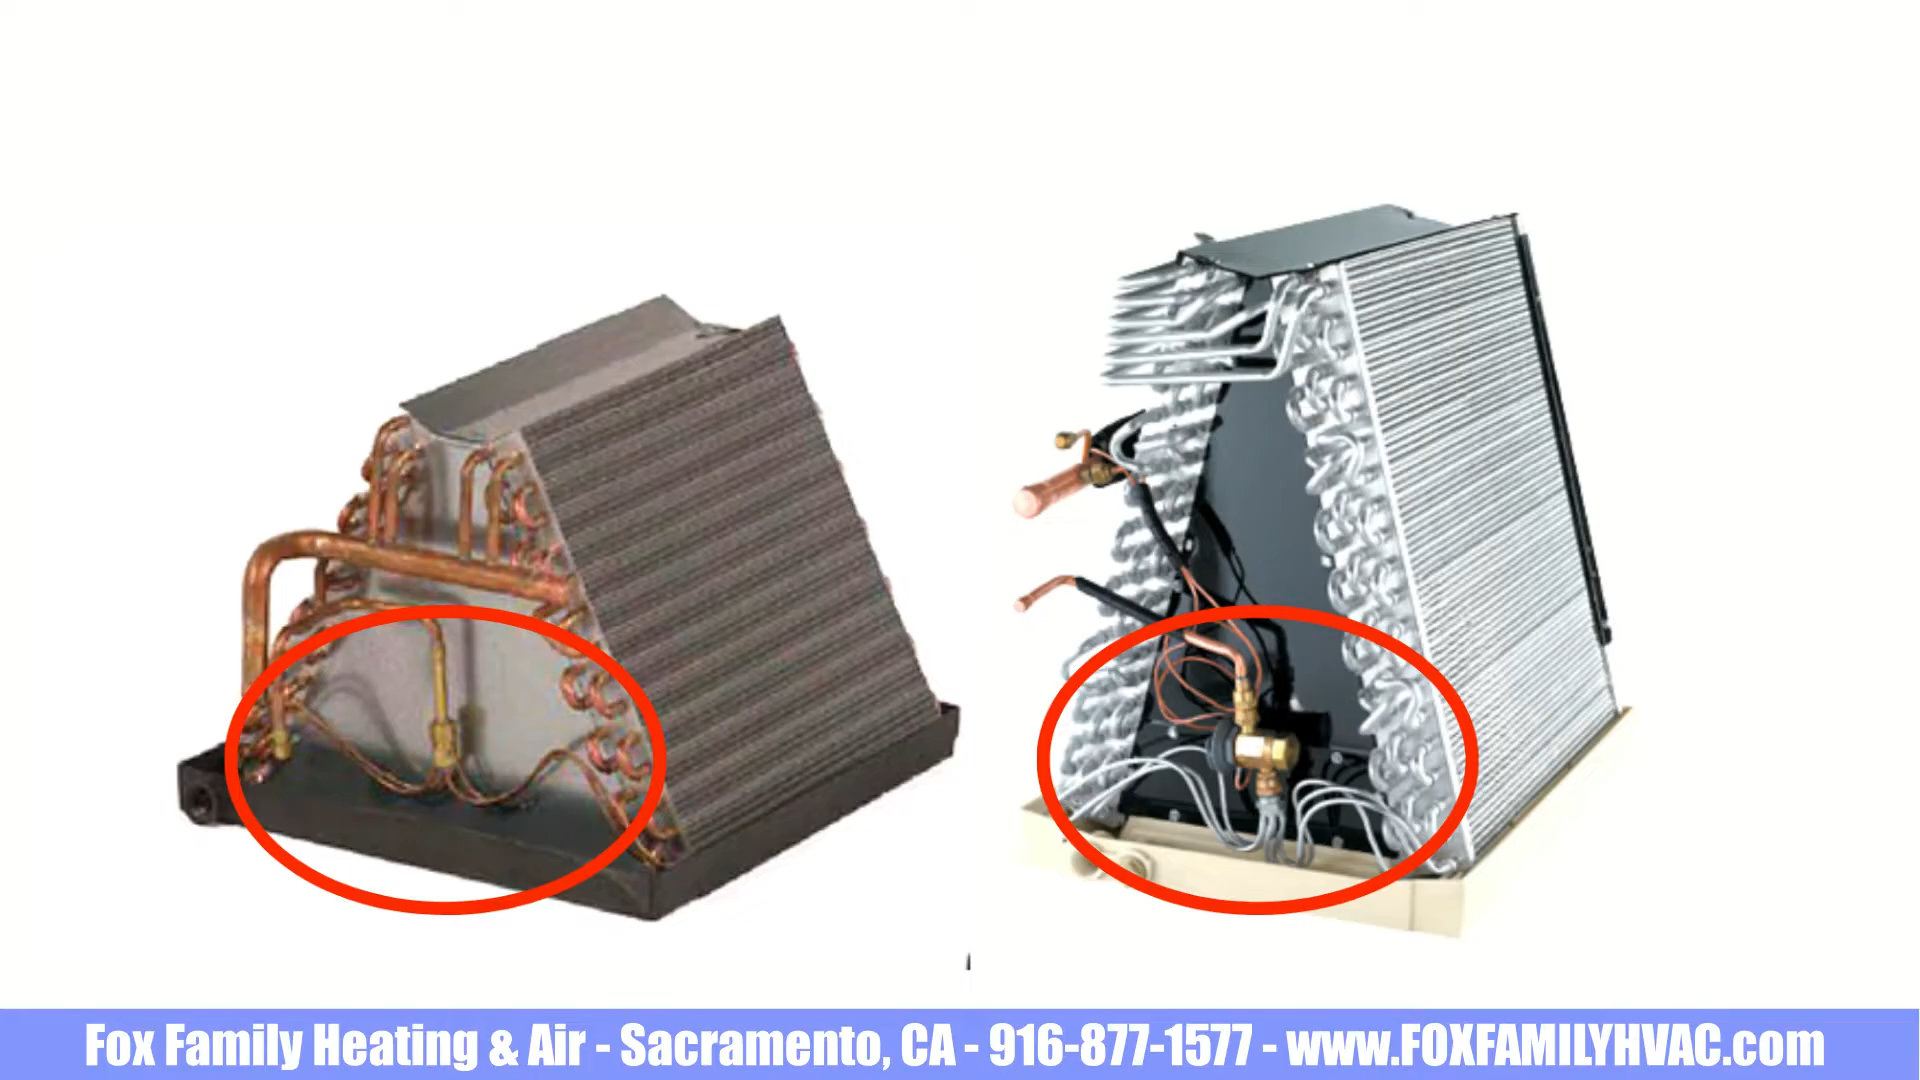 Fox Family Heating & Air - Sacramento, CA - 916-877-1577 - www.FOXFAMILYHVAC.com